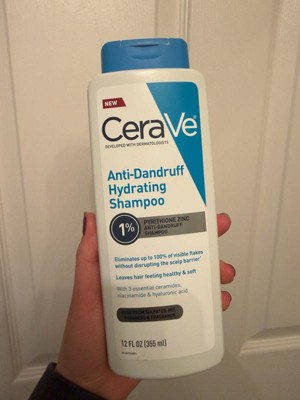 NEW
CeraVe
DEVELOPED WITH DERMATOLOGISTS
Anti-Dandruff
Hydrating
Shampoo
1%
PYRITHIONE ZINC
ANTI-DANDRUFF
SHAMPOO
Eliminates up to 100% of visible flakes
without disrupting the scalp barrier*
Leaves hair feeling healthy & soft
With 3 essential ceramides,
niacinamide & hyaluronic acid
12 FL OZ (355 ml)